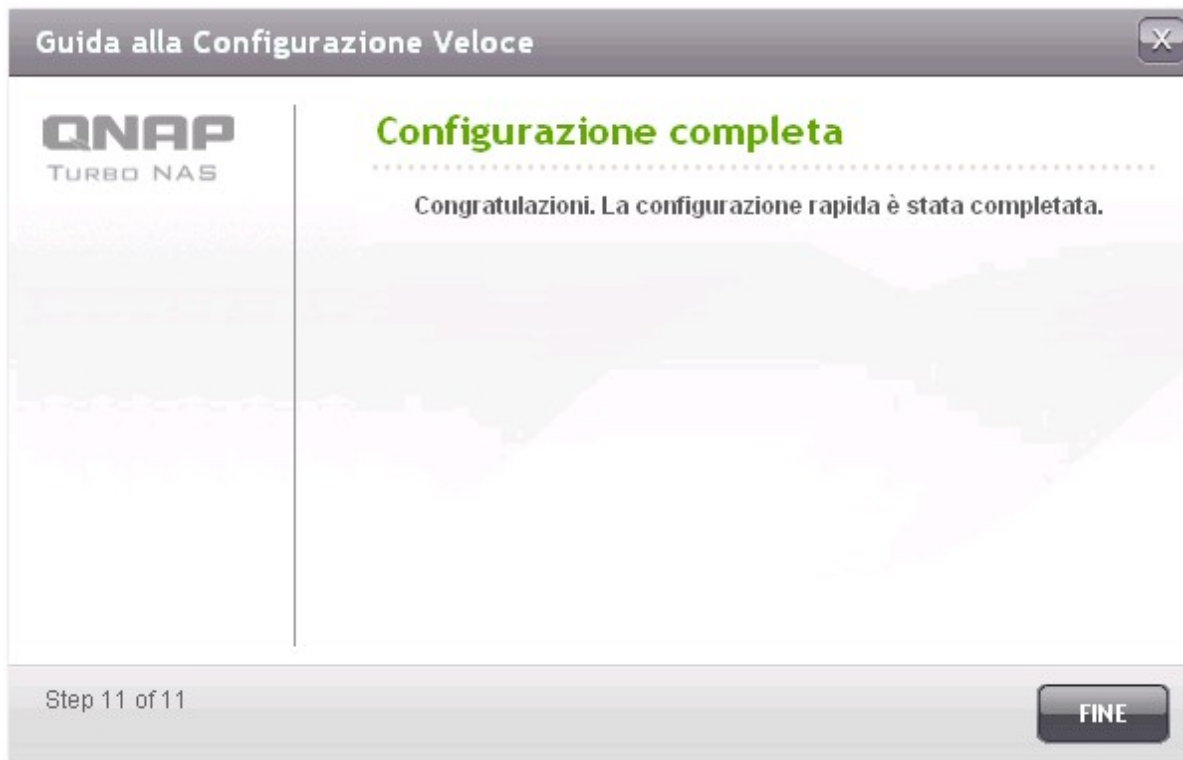 Guida alla Configurazione Veloce
X
QNAP
TURBO NAS
Configurazione completa
Congratulazioni. La configurazione rapida è stata completata.
Step 11 of 11
FINE